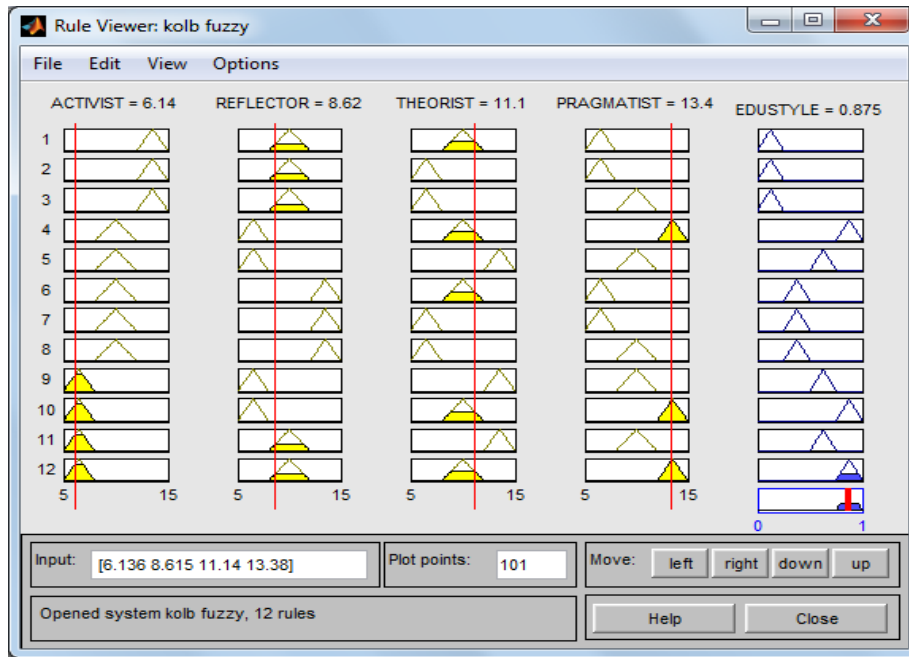 Rule Viewer: kolb fuzzy
File Edit View Options
ACTIVIST = 6.14 REFLECTOR = 8.62 THEORIST = 11.1 PRAGMATIST = 13.4 EDUSTYLE = 0.875
1
2
3
4
5
6
7
8
9
10
11
12
5 15 5 15 5 15 5 15
0 1
Input: [6.136 8.615 11.14 13.38] Plot points: 101 Move: left right down up
Opened system kolb fuzzy, 12 rules Help Close